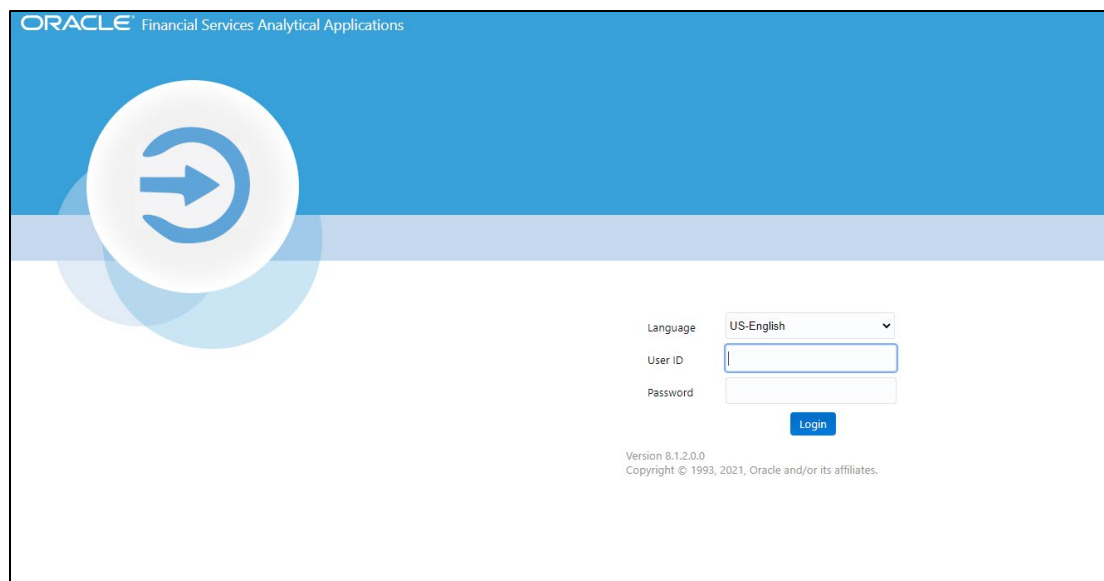 ORACLE® Financial Services Analytical Applications
Language US-English
User ID
Password
Login
Version 8.1.2.0.0
Copyright © 1993, 2021, Oracle and/or its affiliates.